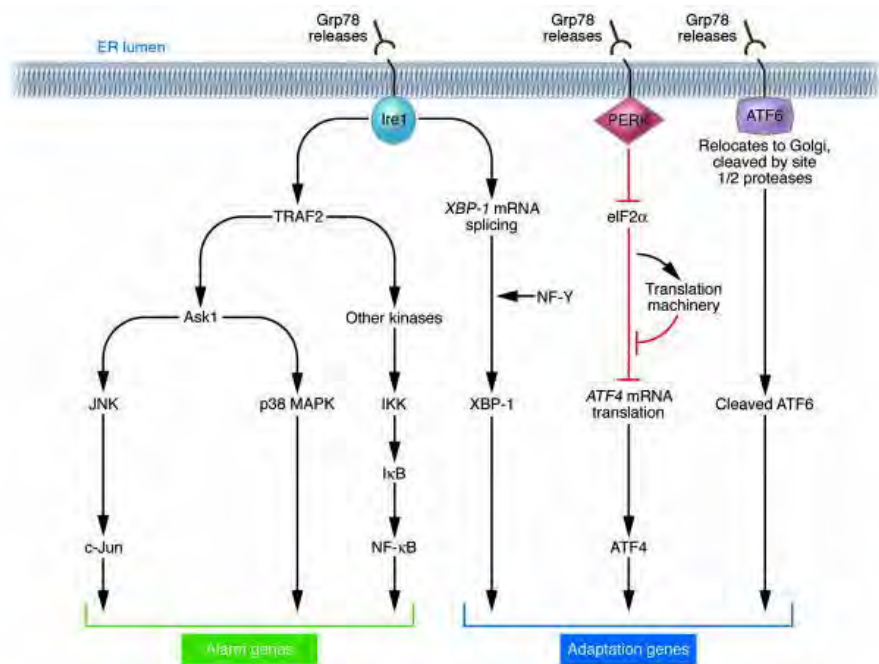 Grp78
releases
Grp78
releases
Grp78
releases
ER lumen
Ire1
PERK
ATF6
Relocates to Golgi,
cleaved by site
1/2 proteases
TRAF2
XBP-1 mRNA
splicing
eIF2α
Translation
machinery
NF-Y
Ask1
Other kinases
JNK
p38 MAPK
IKK
XBP-1
ATF4 mRNA
translation
Cleaved ATF6
IκB
c-Jun
NF-κB
ATF4
Alarm genes
Adaptation genes